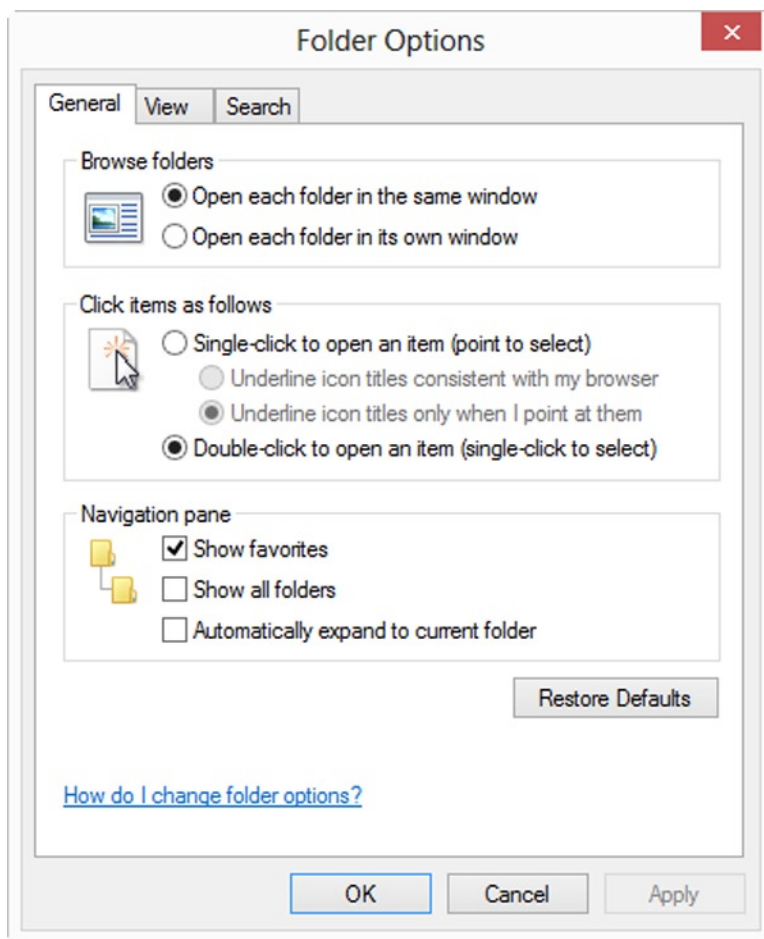 Folder Options
General View Search
Browse folders
Open each folder in the same window
Open each folder in its own window
Click items as follows
Single-click to open an item (point to select)
Underline icon titles consistent with my browser
Underline icon titles only when I point at them
Double-click to open an item (single-click to select)
Navigation pane
Show favorites
Show all folders
Automatically expand to current folder
Restore Defaults
How do I change folder options?
OK Cancel Apply